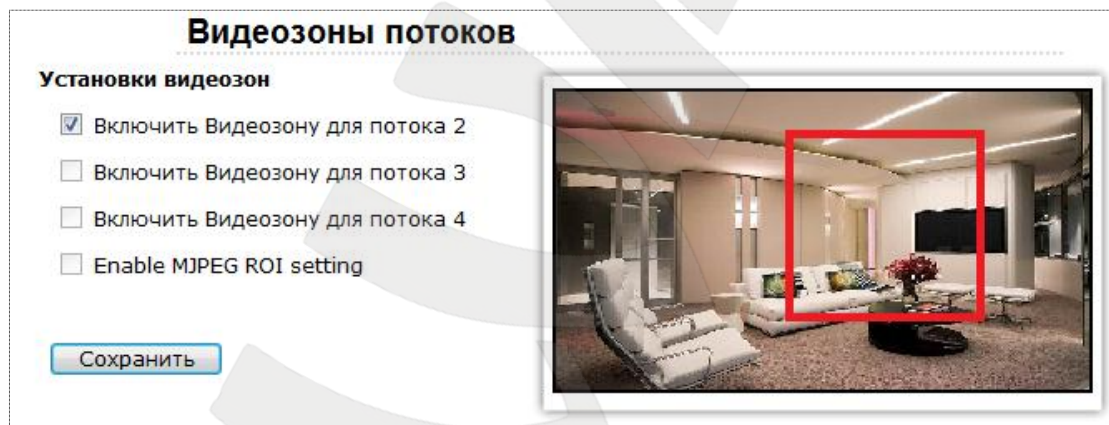 Видеозоны потоков
Установки видеозон
Включить Видеозону для потока 2
Включить Видеозону для потока 3
Включить Видеозону для потока 4
Enable MJPEG ROI setting
Сохранить